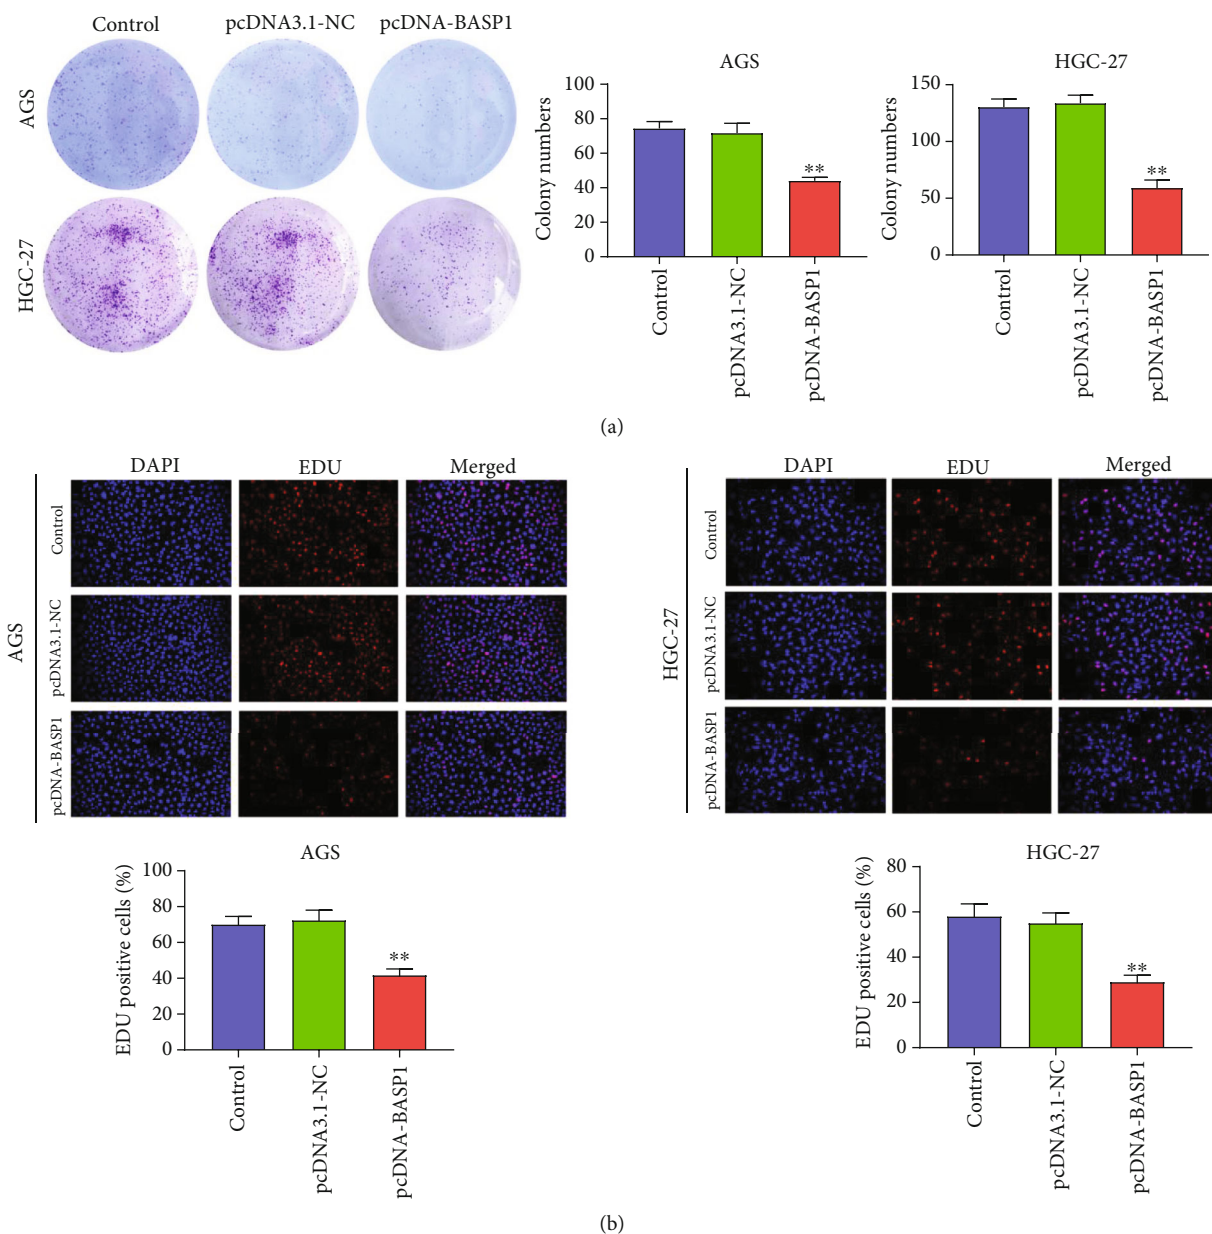 Control pcDNA3.1-NC pcDNA-BASP1
AGS
HGC-27
AGS
Colony numbers
100
80
60
40
20
0
**
Control
pcDNA3.1-NC
pcDNA-BASP1
HGC-27
Colony numbers
150
100
50
0
**
Control
pcDNA3.1-NC
pcDNA-BASP1
(a)
AGS
DAPI EDU Merged
Control
pcDNA3.1-NC
pcDNA-BASP1
HGC-27
DAPI EDU Merged
Control
pcDNA3.1-NC
pcDNA-BASP1
AGS
EDU positive cells (%)
100
80
60
40
20
0
**
Control
pcDNA3.1-NC
pcDNA-BASP1
HGC-27
EDU positive cells (%)
80
60
40
20
0
**
Control
pcDNA3.1-NC
pcDNA-BASP1
(b)